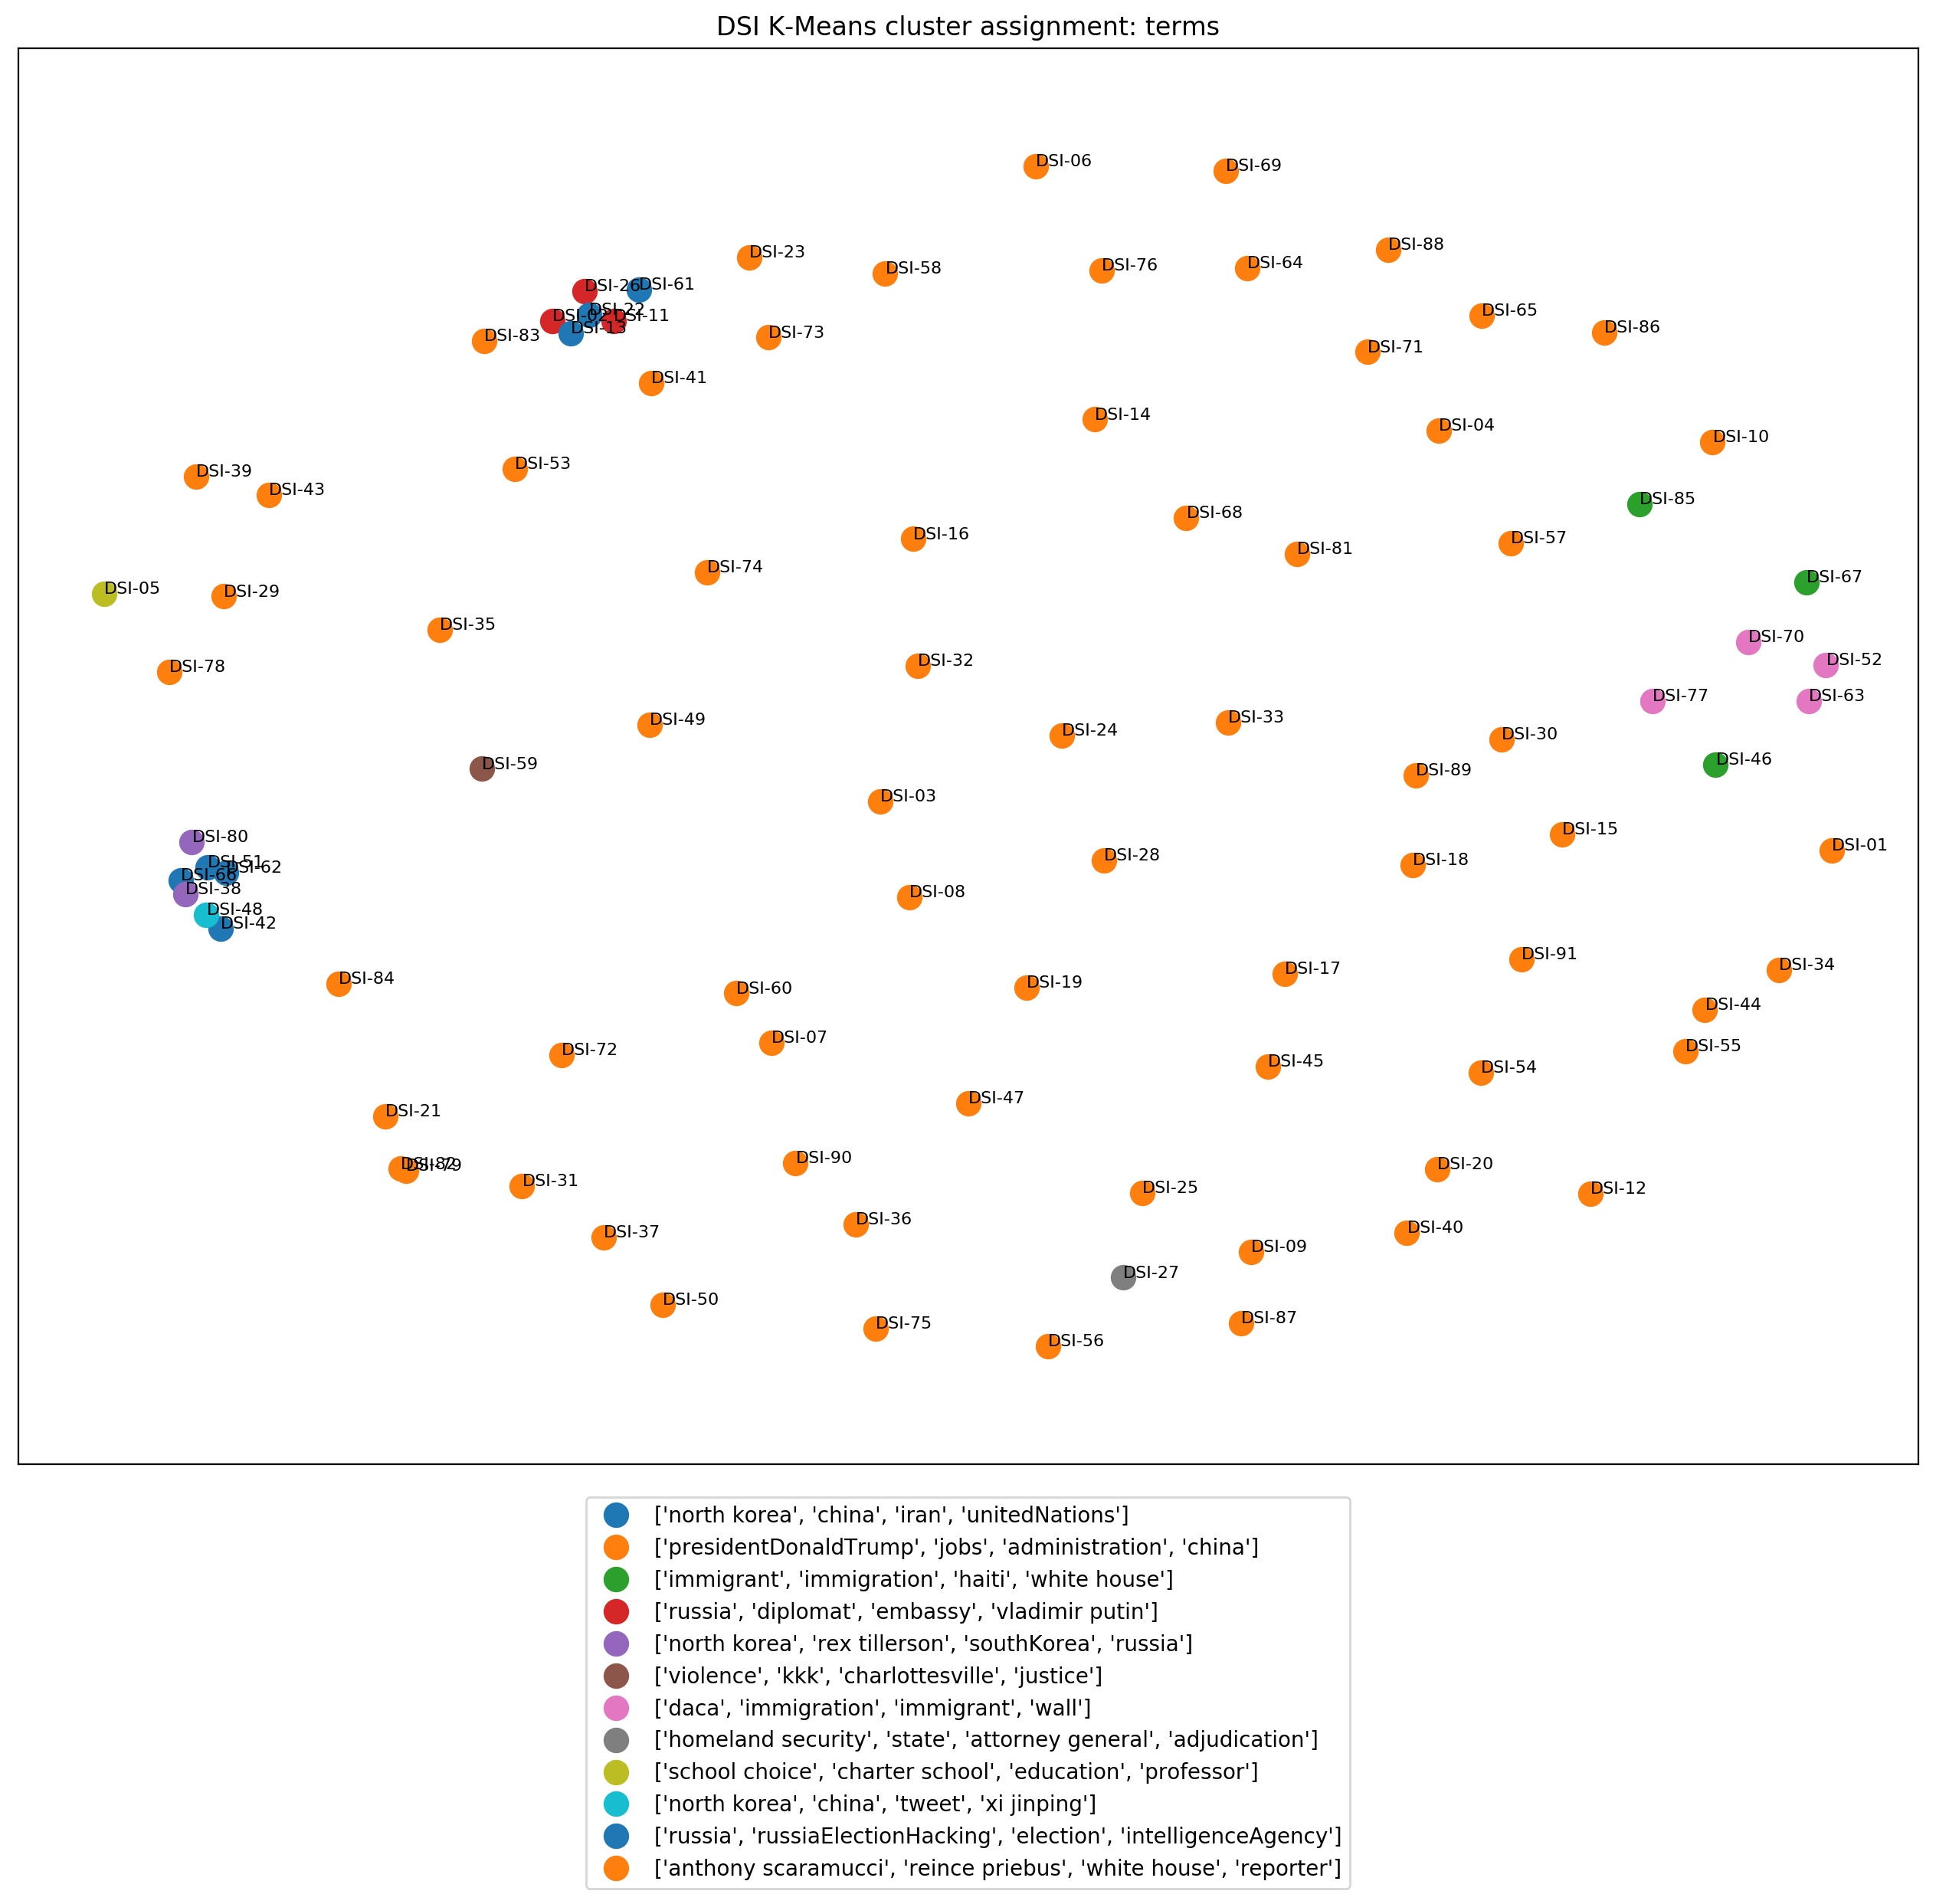 DSI K-Means cluster assignment: terms
DSI-06
DSI-69
DSI-88
DSI-23
DSI-58
DSI-76
DSI-64
DSI-26
DSI-61
DSI-65
DSI-22
DSI-02
DSI-11
DSI-13
DSI-86
DSI-83
DSI-73
DSI-71
DSI-41
DSI-14
DSI-04
DSI-10
DSI-53
DSI-39
DSI-43
DSI-85
DSI-68
DSI-16
DSI-57
DSI-81
DSI-74
DSI-67
DSI-05
DSI-29
DSI-35
DSI-70
DSI-78
DSI-32
DSI-52
DSI-77
DSI-63
DSI-49
DSI-33
DSI-24
DSI-30
DSI-59
DSI-46
DSI-89
DSI-03
DSI-15
DSI-80
DSI-01
DSI-28
DSI-51
DSI-62
DSI-18
DSI-66
DSI-38
DSI-08
DSI-48
DSI-42
DSI-91
DSI-34
DSI-17
DSI-84
DSI-19
DSI-60
DSI-44
DSI-07
DSI-55
DSI-72
DSI-45
DSI-54
DSI-47
DSI-21
DSI-90
DSI-82
DSI-79
DSI-20
DSI-31
DSI-25
DSI-12
DSI-36
DSI-37
DSI-40
DSI-09
DSI-27
DSI-50
DSI-87
DSI-75
DSI-56
['north korea', 'china', 'iran', 'unitedNations']
['presidentDonaldTrump', 'jobs', 'administration', 'china']
['immigrant', 'immigration', 'haiti', 'white house']
['russia', 'diplomat', 'embassy', 'vladimir putin']
['north korea', 'rex tillerson', 'southKorea', 'russia']
['violence', 'kkk', 'charlottesville', 'justice']
['daca', 'immigration', 'immigrant', 'wall']
['homeland security', 'state', 'attorney general', 'adjudication']
['school choice', 'charter school', 'education', 'professor']
['north korea', 'china', 'tweet', 'xi jinping']
['russia', 'russiaElectionHacking', 'election', 'intelligenceAgency']
['anthony scaramucci', 'reince priebus', 'white house', 'reporter']